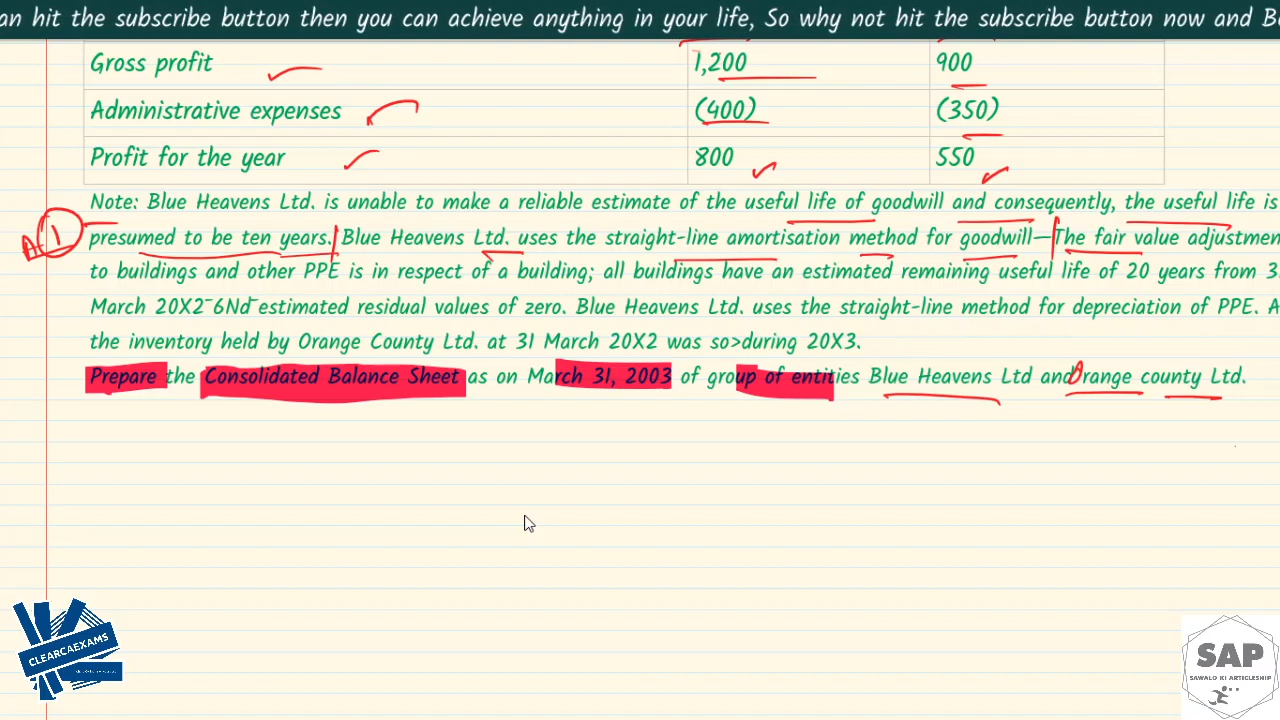 an hit the subscribe button then you can achieve anything in your life, So why not hit the subscribe button now and B
Gross profit 1,200 900
Administrative expenses (400) (350)
Profit for the year 800 550
Note: Blue Heavens Ltd. is unable to make a reliable estimate of the useful life of goodwill and consequently, the useful life is
1 presumed to be ten years. Blue Heavens Ltd. uses the straight-line amortisation method for goodwill—The fair value adjustmen
to buildings and other PPE is in respect of a building; all buildings have an estimated remaining useful life of 20 years from 3
March 20X2¯6Nd¯estimated residual values of zero. Blue Heavens Ltd. uses the straight-line method for depreciation of PPE. A
the inventory held by Orange County Ltd. at 31 March 20X2 was so>during 20X3.
Prepare the Consolidated Balance Sheet as on March 31, 2003 of group of entities Blue Heavens Ltd and Orange county Ltd.
CLEARCAEXAMS
SAP
SAWALO KI ARTICLESHIP